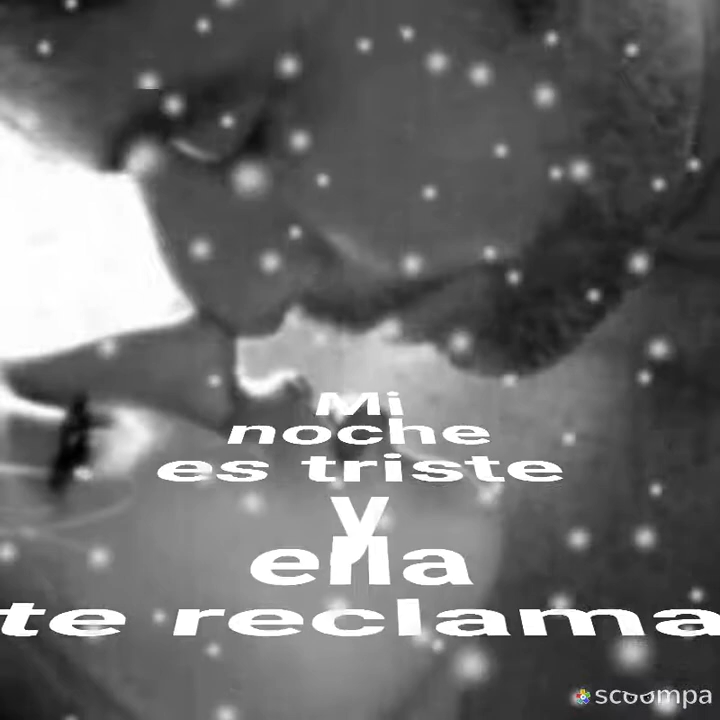 Mi
noche
es triste
y
ella
te reclama
scoompa